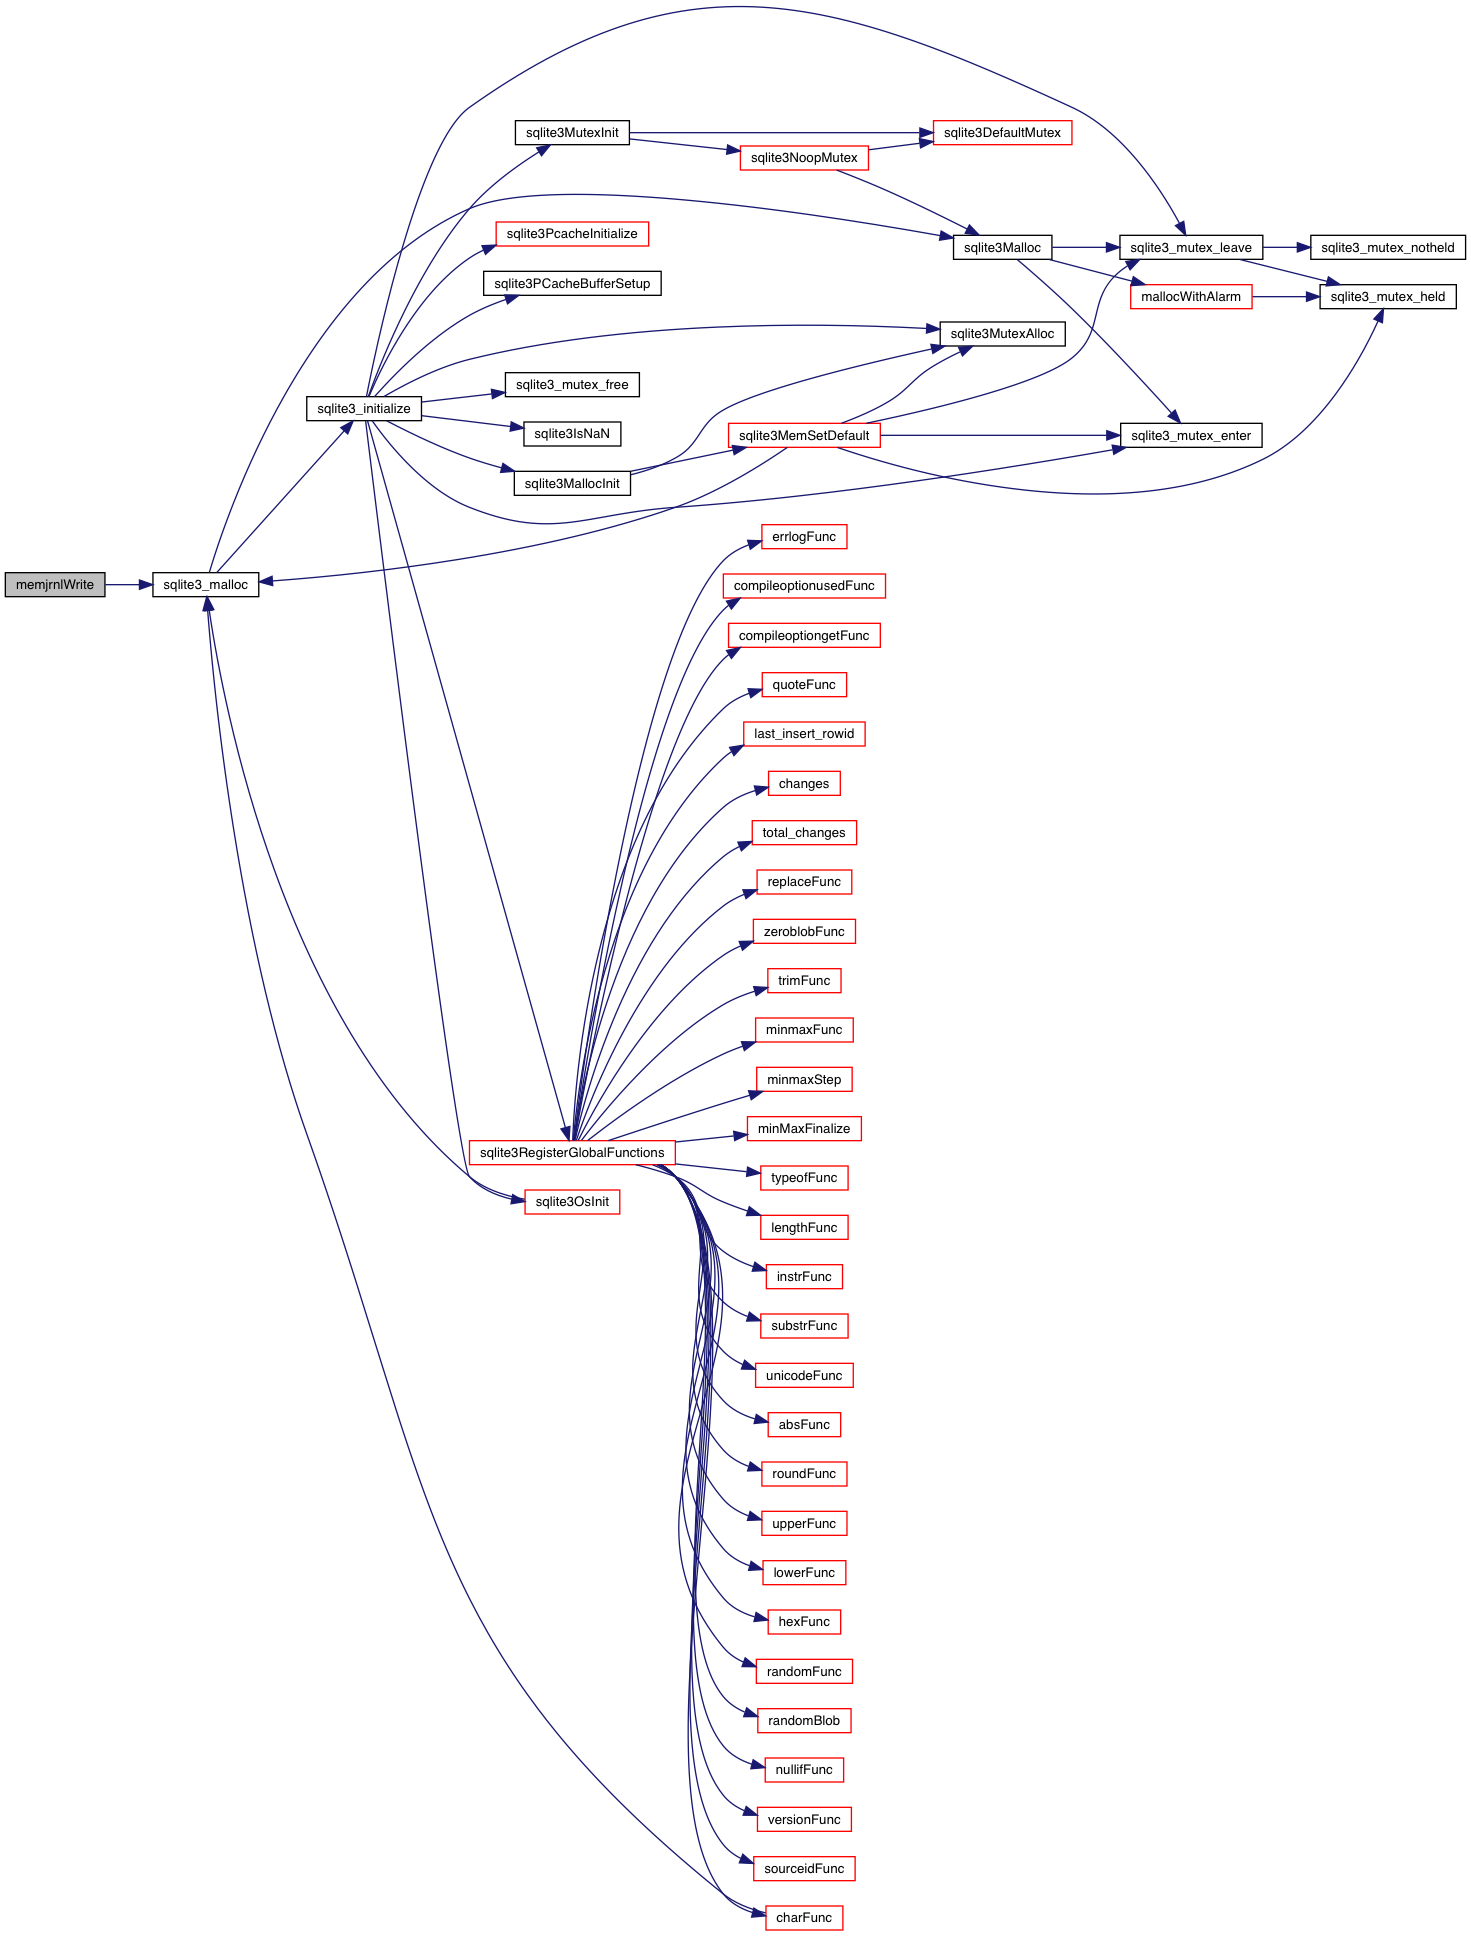 sqlite3MutexInit
sqlite3DefaultMutex
sqlite3NoopMutex
sqlite3PcacheInitialize
sqlite3Malloc
sqlite3_mutex_leave
sqlite3_mutex_notheld
sqlite3PCacheBufferSetup
mallocWithAlarm
sqlite3_mutex_held
sqlite3MutexAlloc
sqlite3_mutex_free
sqlite3_initialize
sqlite3IsNaN
sqlite3MemSetDefault
sqlite3_mutex_enter
sqlite3MallocInit
errlogFunc
memjrnlWrite
sqlite3_malloc
compileoptionusedFunc
compileoptiongetFunc
quoteFunc
last_insert_rowid
changes
total_changes
replaceFunc
zeroblobFunc
trimFunc
minmaxFunc
minmaxStep
minMaxFinalize
sqlite3RegisterGlobalFunctions
typeofFunc
sqlite3OsInit
lengthFunc
instrFunc
substrFunc
unicodeFunc
absFunc
roundFunc
upperFunc
lowerFunc
hexFunc
randomFunc
randomBlob
nullifFunc
versionFunc
sourceidFunc
charFunc